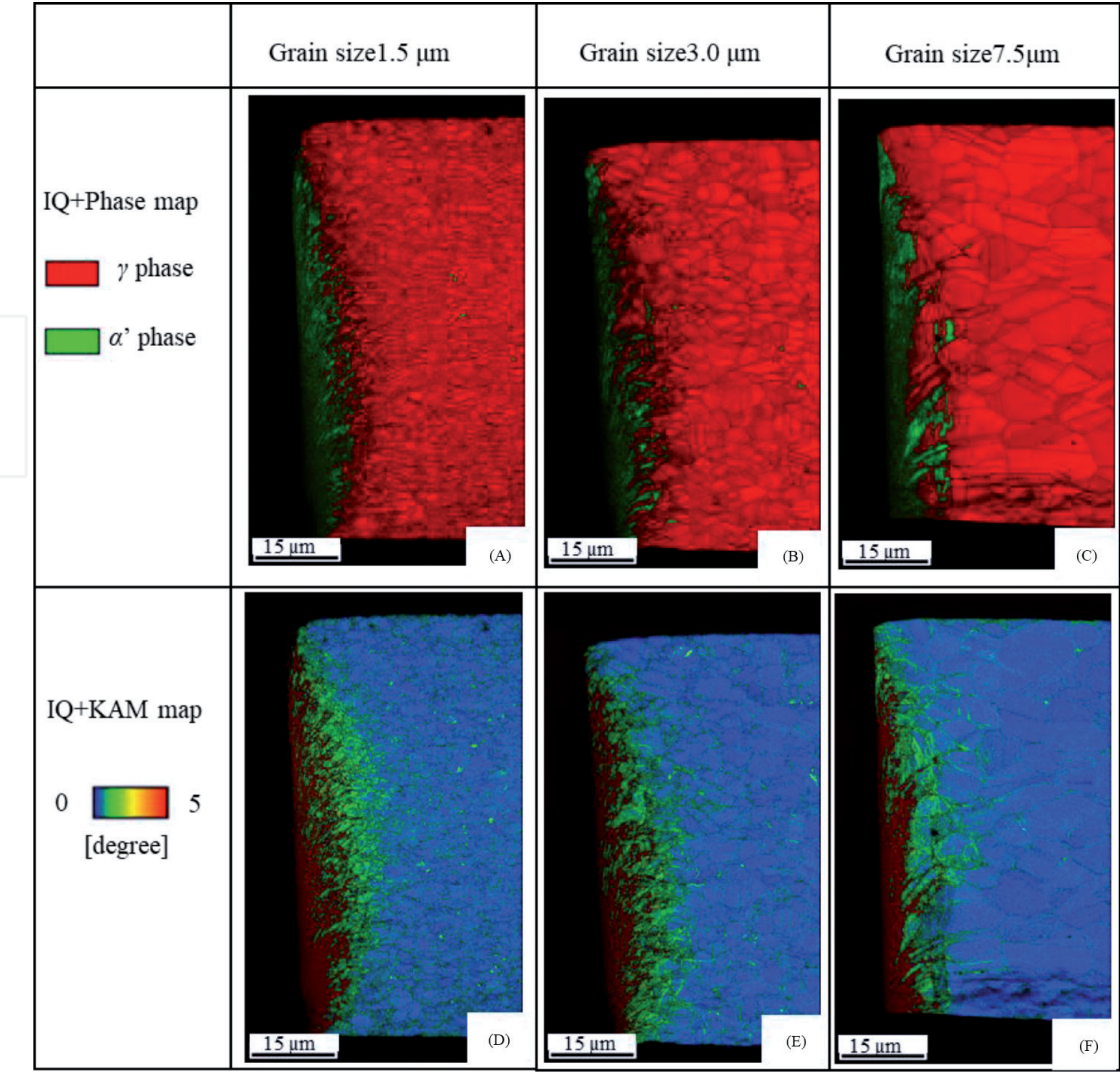 Grain size1.5 μm
Grain size3.0 μm
Grain size7.5μm
IQ+Phase map
γ phase
α’ phase
15 μm
(A)
15 μm
(B)
15 μm
(C)
IQ+KAM map
0
5
[degree]
15 μm
(D)
15 μm
(E)
15 μm
(F)